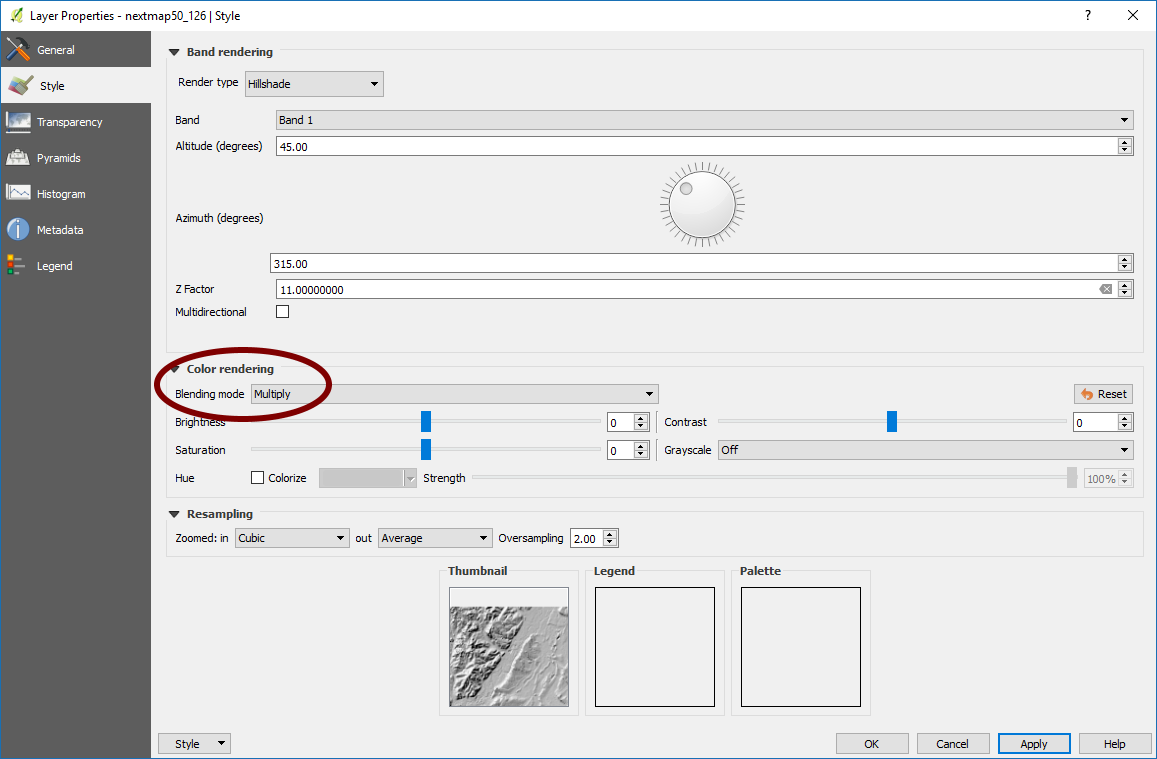 Layer Properties - nextmap50_126 | Style
?
General
Style
Transparency
Pyramids
Histogram
Metadata
Legend
Band rendering
Render type Hillshade
Band Band 1
Altitude (degrees) 45.00
Azimuth (degrees)
315.00
Z Factor 11.00000000
Multidirectional
Color rendering
Blending mode Multiply Reset
Brightness 0 Contrast 0
Saturation 0 Grayscale Off
Hue Colorize Strength 100%
Resampling
Zoomed: in Cubic out Average Oversampling 2.00
Thumbnail Legend Palette
Style OK Cancel Apply Help